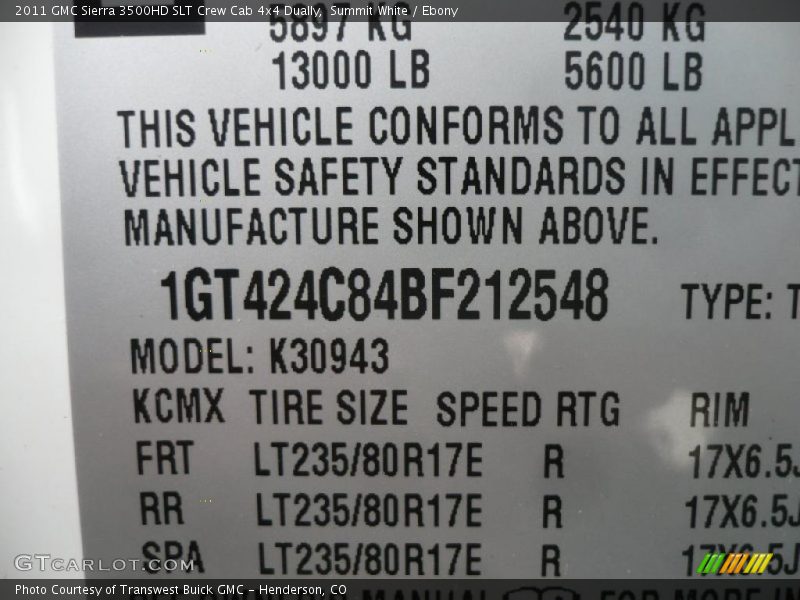 2011 GMC Sierra 3500HD SLT Crew Cab 4x4 Dually, Summit White / Ebony
5897 KG 2540 KG
13000 LB 5600 LB
THIS VEHICLE CONFORMS TO ALL APPL
VEHICLE SAFETY STANDARDS IN EFFECT
MANUFACTURE SHOWN ABOVE.
1GT424C84BF212548 TYPE: T
MODEL: K30943
KCMX TIRE SIZE SPEED RTG RIM
FRT LT235/80R17E R 17X6.5J
RR LT235/80R17E R 17X6.5J
SPA LT235/80R17E R 17X6.5J
GTCARLOT.COM
Photo Courtesy of Transwest Buick GMC - Henderson, CO